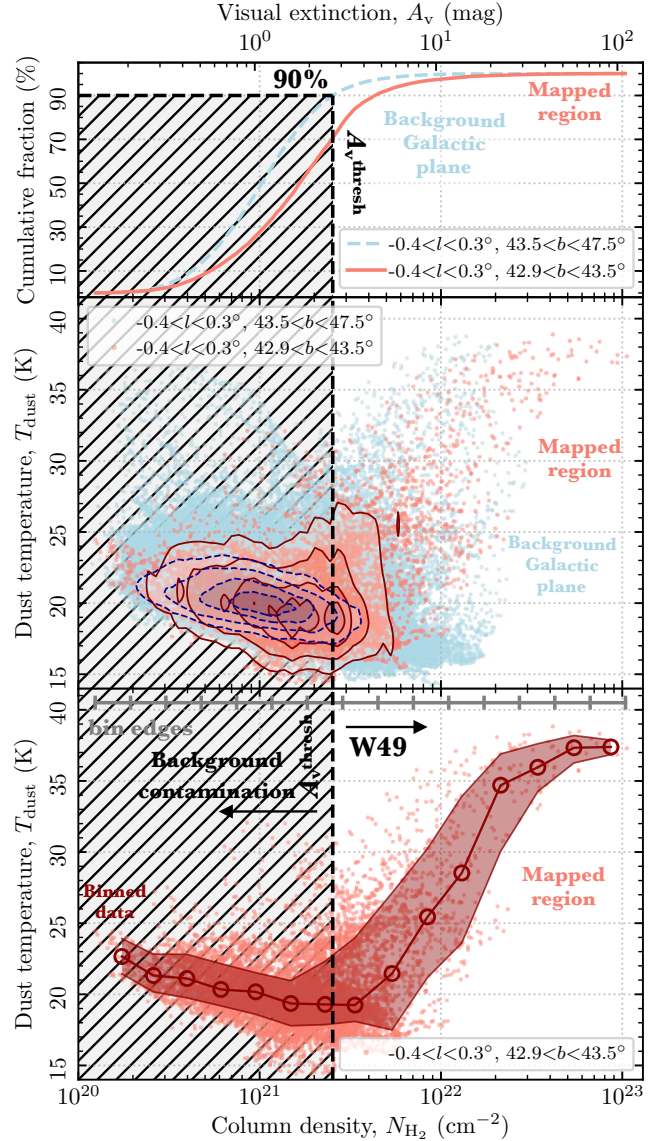 Visual extinction, A_v (mag)
10^0 10^1 10^2
Cumulative fraction (%)
90
70
50
30
10
90%
A_v^thresh
Mapped
region
Background
Galactic
plane
-0.4<l<0.3°, 43.5<b<47.5°
-0.4<l<0.3°, 42.9<b<43.5°
Dust temperature, T_dust (K)
40
35
30
25
20
15
-0.4<l<0.3°, 43.5<b<47.5°
-0.4<l<0.3°, 42.9<b<43.5°
Mapped
region
Background
Galactic
plane
Dust temperature, T_dust (K)
40
35
30
25
20
15
bin edges
A_v^thresh
W49
Background
contamination
Binned
data
Mapped
region
-0.4<l<0.3°, 42.9<b<43.5°
10^20 10^21 10^22 10^23
Column density, N_H_2 (cm^−2)